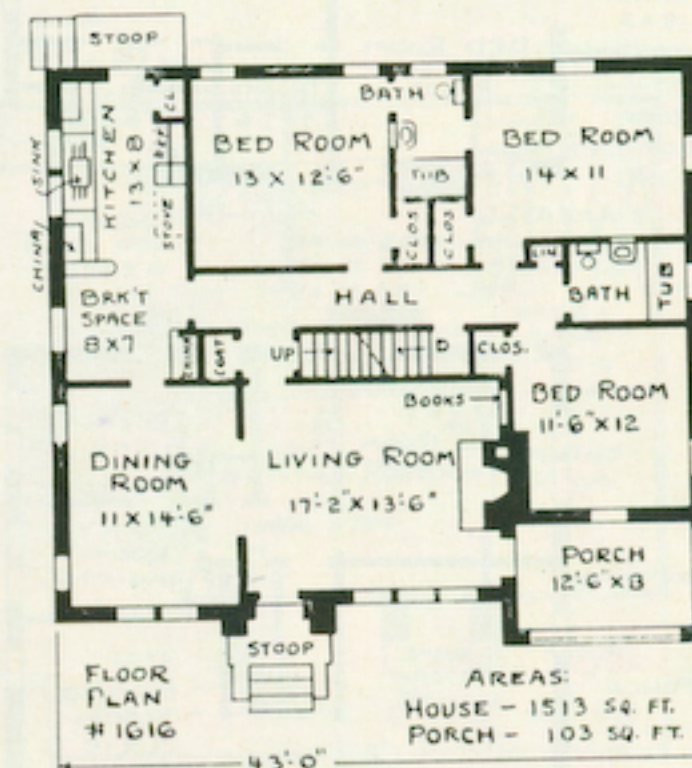 STOOP
KITCHEN
13 X 8
CL
REF
STOVE
SINK
CHINA
BED ROOM
13 X 12'-6"
BATH
TUB
CLOS
CLOS
BED ROOM
14 X 11
HALL
LIN
BATH
TUB
BRK'T
SPACE
8 X 7
CHINA
COAT
UP
D
CLOS.
BOOKS
BED ROOM
11'-6" X 12
DINING
ROOM
11 X 14'-6"
LIVING ROOM
17'-2" X 13'-6"
PORCH
12'-6" X 8
STOOP
FLOOR
PLAN
# 1616
AREAS:
HOUSE - 1513 SQ. FT.
PORCH - 103 SQ. FT.
43'-0"